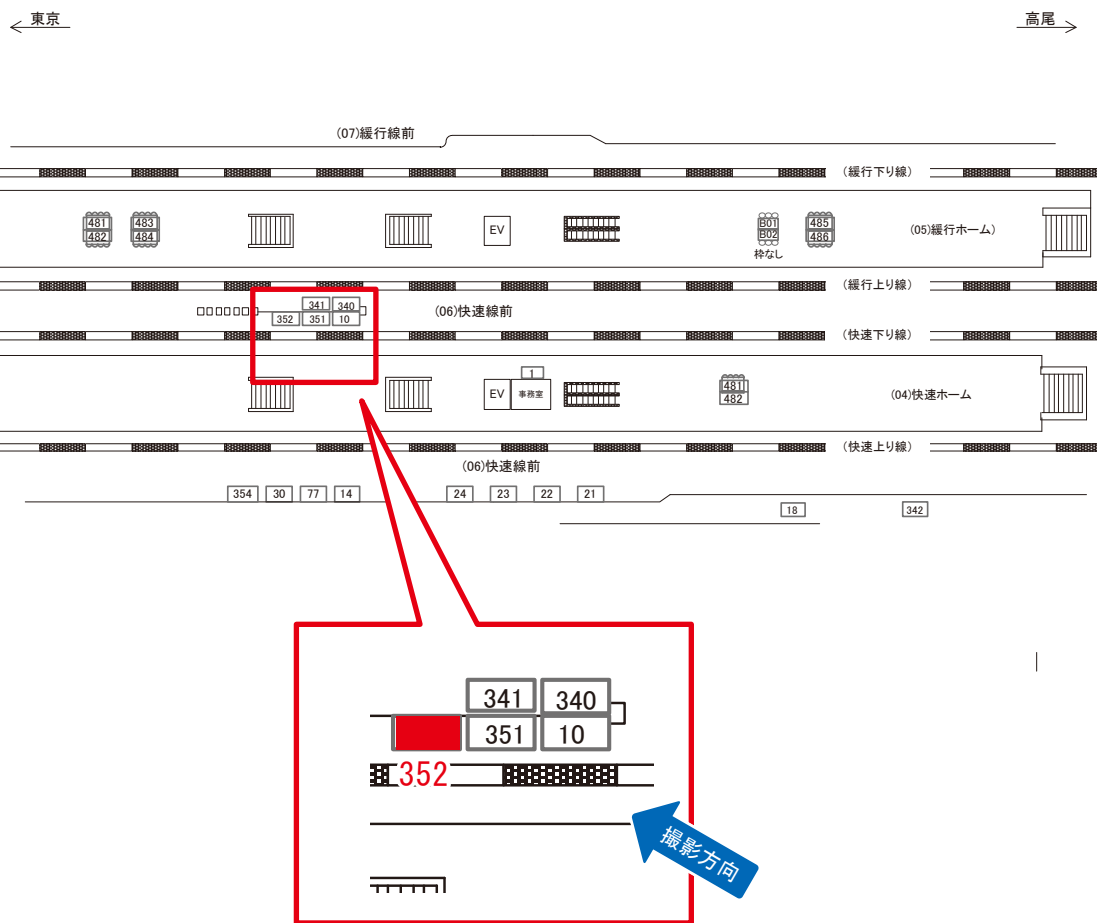 東京
高尾
(07)緩行線前
(緩行下り線)
481
482
483
484
EV
B01
B02
枠なし
485
486
(05)緩行ホーム)
(緩行上り線)
341
340
352
351
10
(06)快速線前
(快速下り線)
1
EV
事務室
481
482
(04)快速ホーム
(快速上り線)
(06)快速線前
354
30
77
14
24
23
22
21
18
342
341
340
351
10
352
撮影方向